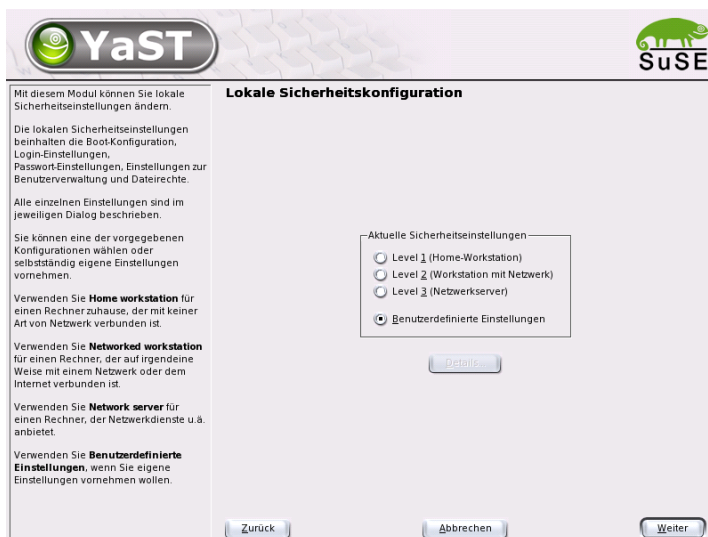 YaST
SuSE
Mit diesem Modul können Sie lokale
Sicherheitseinstellungen ändern.
Die lokalen Sicherheitseinstellungen
beinhalten die Boot-Konfiguration,
Login-Einstellungen,
Passwort-Einstellungen, Einstellungen zur
Benutzerverwaltung und Dateirechte.
Alle einzelnen Einstellungen sind im
jeweiligen Dialog beschrieben.
Sie können eine der vorgegebenen
Konfigurationen wählen oder
selbstständig eigene Einstellungen
vornehmen.
Verwenden Sie Home workstation für
einen Rechner zuhause, der mit keiner
Art von Netzwerk verbunden ist.
Verwenden Sie Networked workstation
für einen Rechner, der auf irgendeine
Weise mit einem Netzwerk oder dem
Internet verbunden ist.
Verwenden Sie Network server für
einen Rechner, der Netzwerkdienste u.ä.
anbietet.
Verwenden Sie Benutzerdefinierte
Einstellungen, wenn Sie eigene
Einstellungen vornehmen wollen.
Lokale Sicherheitskonfiguration
Aktuelle Sicherheitseinstellungen
Level 1 (Home-Workstation)
Level 2 (Workstation mit Netzwerk)
Level 3 (Netzwerkserver)
Benutzerdefinierte Einstellungen
Details...
Zurück
Abbrechen
Weiter